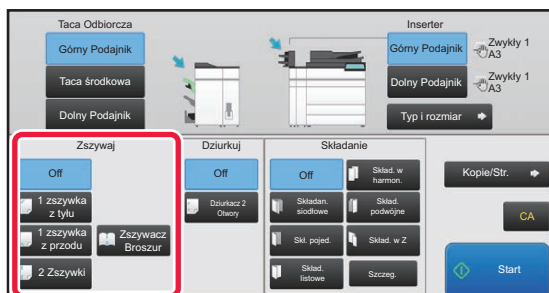 Taca Odbiorcza
Górny Podajnik
Taca środkowa
Dolny Podajnik
Inserter
Górny Podajnik
Zwykły 1
A3
Dolny Podajnik
Zwykły 1
A3
Typ i rozmiar
Zszywaj
Off
1 zszywka
z tyłu
1 zszywka
z przodu
Zszywacz
Broszur
2 Zszywki
Dziurkuj
Off
Dziurkacz 2
Otwory
Składanie
Off
Skład. w
harmon.
Składan.
siodłowe
Skład.
podwójne
Skł. pojed.
Skład. w Z
Skład.
listowe
Szczeg.
Kopie/Str.
CA
Start